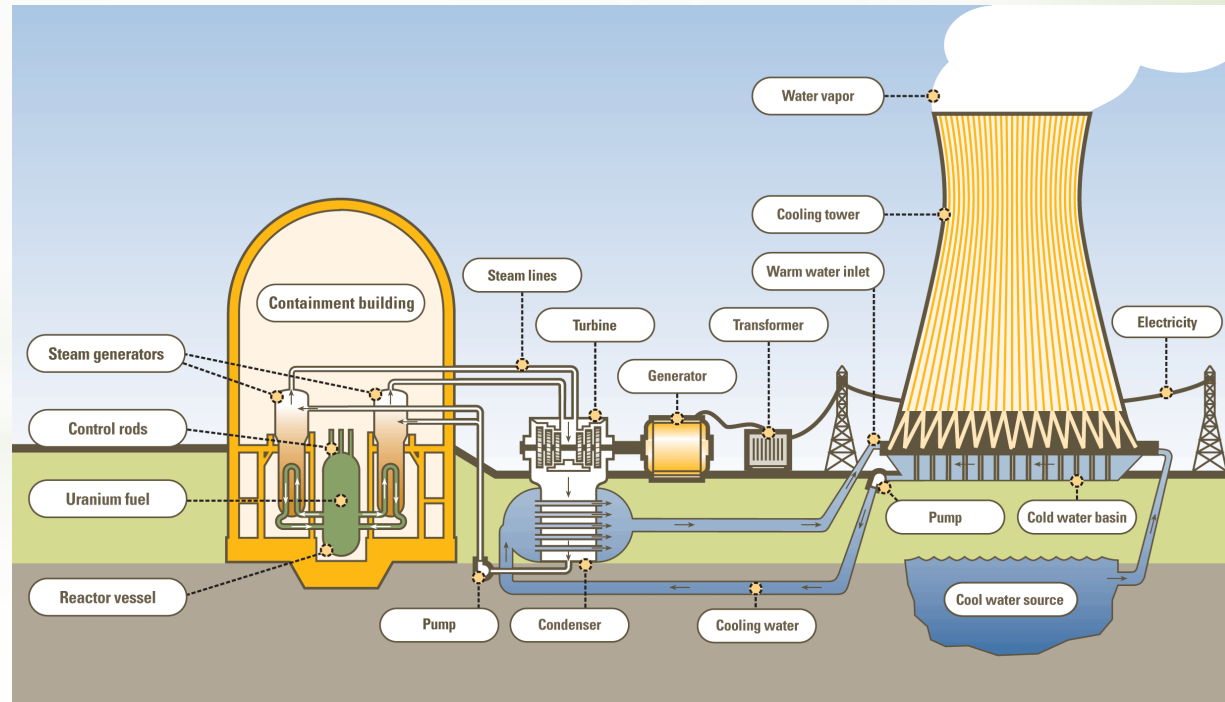 Water vapor
Cooling tower
Warm water inlet
Steam lines
Containment building
Turbine
Transformer
Electricity
Steam generators
Generator
Control rods
Uranium fuel
Pump
Cold water basin
Reactor vessel
Cool water source
Pump
Condenser
Cooling water